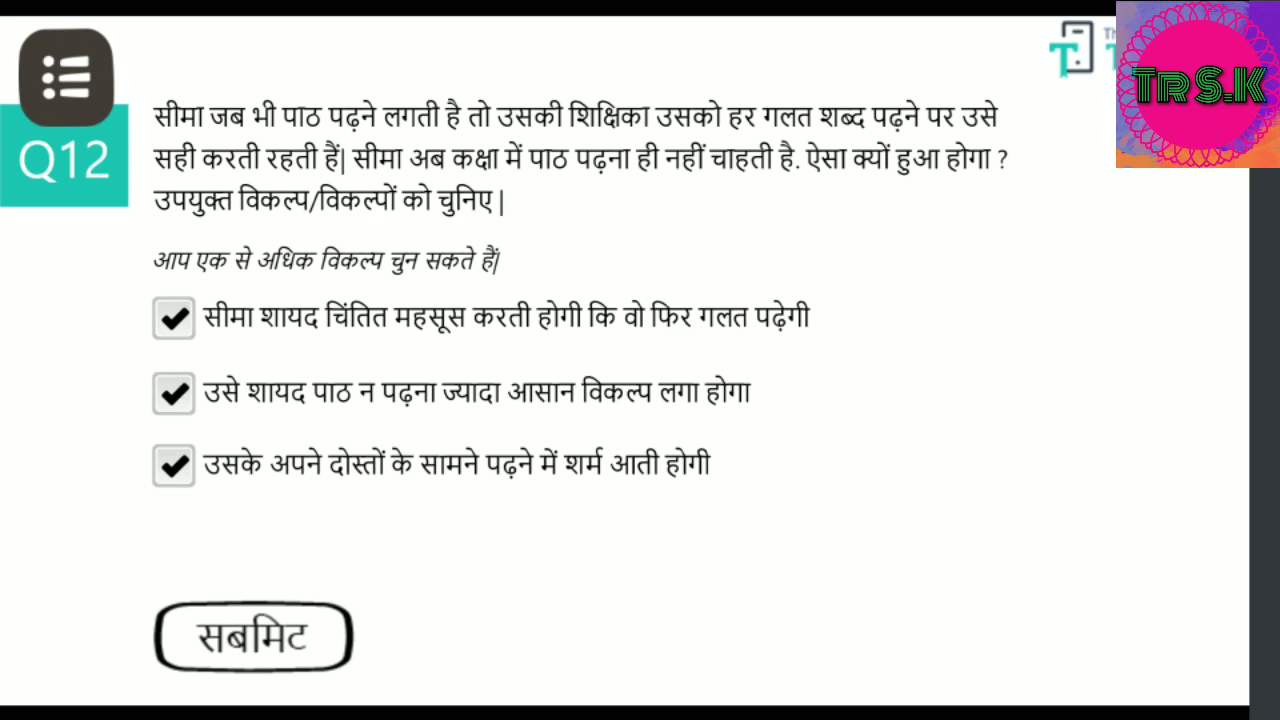 TRS.K
Q12
सीमा जब भी पाठ पढ़ने लगती है तो उसकी शिक्षिका उसको हर गलत शब्द पढ़ने पर उसे
सही करती रहती हैं| सीमा अब कक्षा में पाठ पढ़ना ही नहीं चाहती है. ऐसा क्यों हुआ होगा ?
उपयुक्त विकल्प/विकल्पों को चुनिए |
आप एक से अधिक विकल्प चुन सकते हैं|
सीमा शायद चिंतित महसूस करती होगी कि वो फिर गलत पढ़ेगी
उसे शायद पाठ न पढ़ना ज्यादा आसान विकल्प लगा होगा
उसके अपने दोस्तों के सामने पढ़ने में शर्म आती होगी
सबमिट